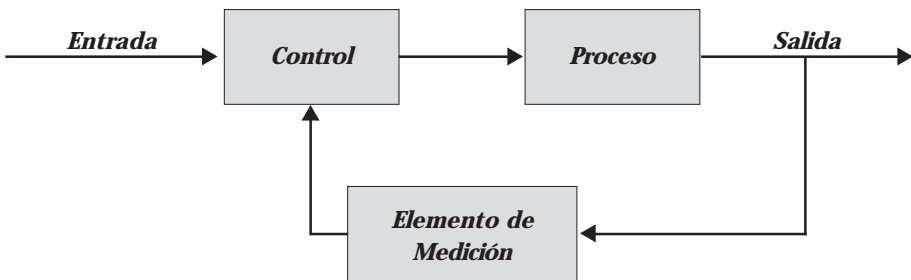 Entrada
Control
Proceso
Salida
Elemento de
Medición